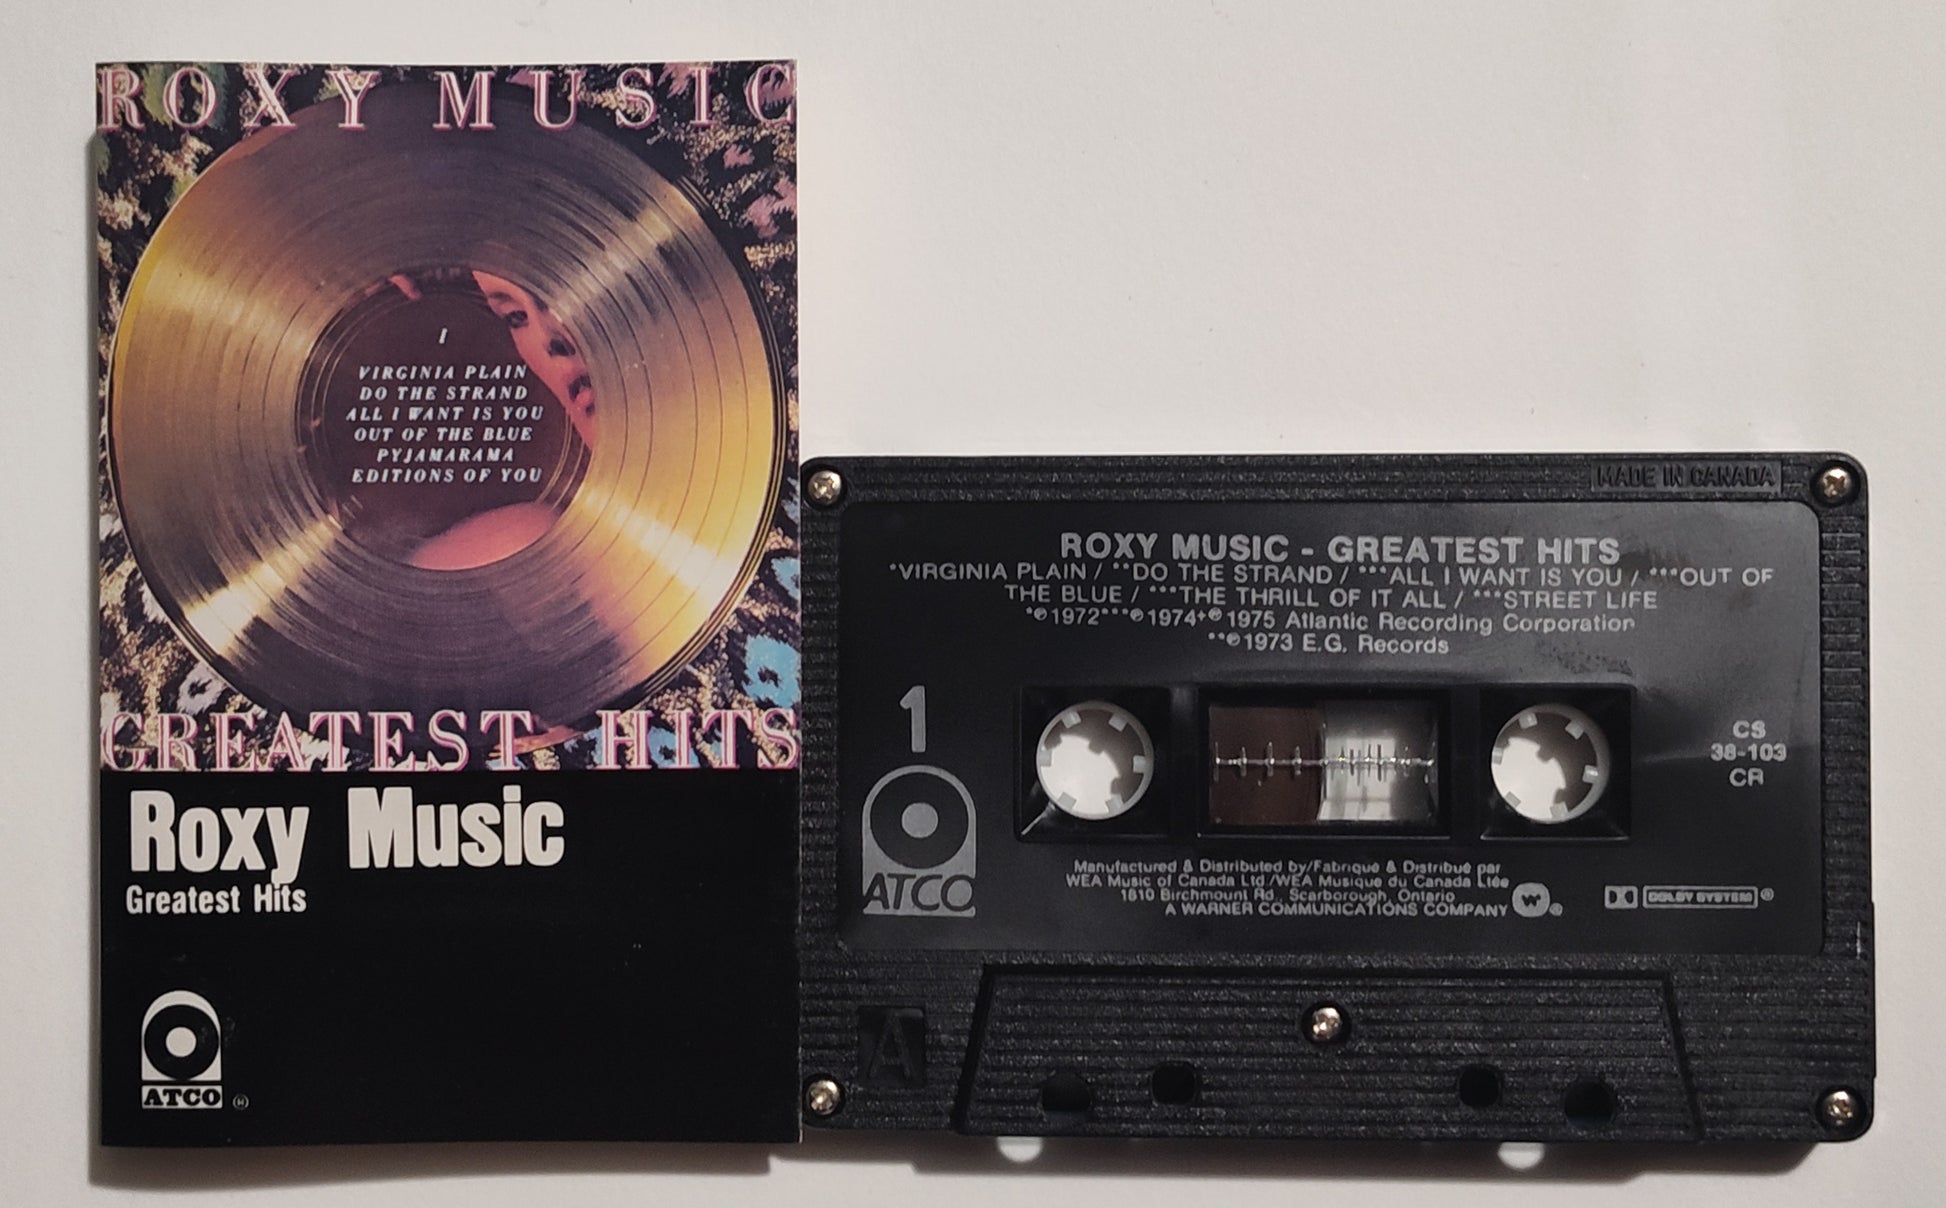 ROXY MUSIC
I
VIRGINIA PLAIN
DO THE STRAND
ALL I WANT IS YOU
OUT OF THE BLUE
PYJAMARAMA
EDITIONS OF YOU
GREATEST HITS
Roxy Music
Greatest Hits
ATCO ®
MADE IN CANADA
ROXY MUSIC - GREATEST HITS
*VIRGINIA PLAIN / **DO THE STRAND / ***ALL I WANT IS YOU / ***OUT OF
THE BLUE / ***THE THRILL OF IT ALL / ***STREET LIFE
*℗1972***℗1974+℗1975 Atlantic Recording Corporation
**℗1973 E.G. Records
1
CS
38-103
CR
ATCO
Manufactured & Distributed by/Fabriqué & Distribué par
WEA Music of Canada Ltd./WEA Musique du Canada Ltée
1810 Birchmount Rd., Scarborough, Ontario
A WARNER COMMUNICATIONS COMPANY W ®
DOLBY SYSTEM ®
A